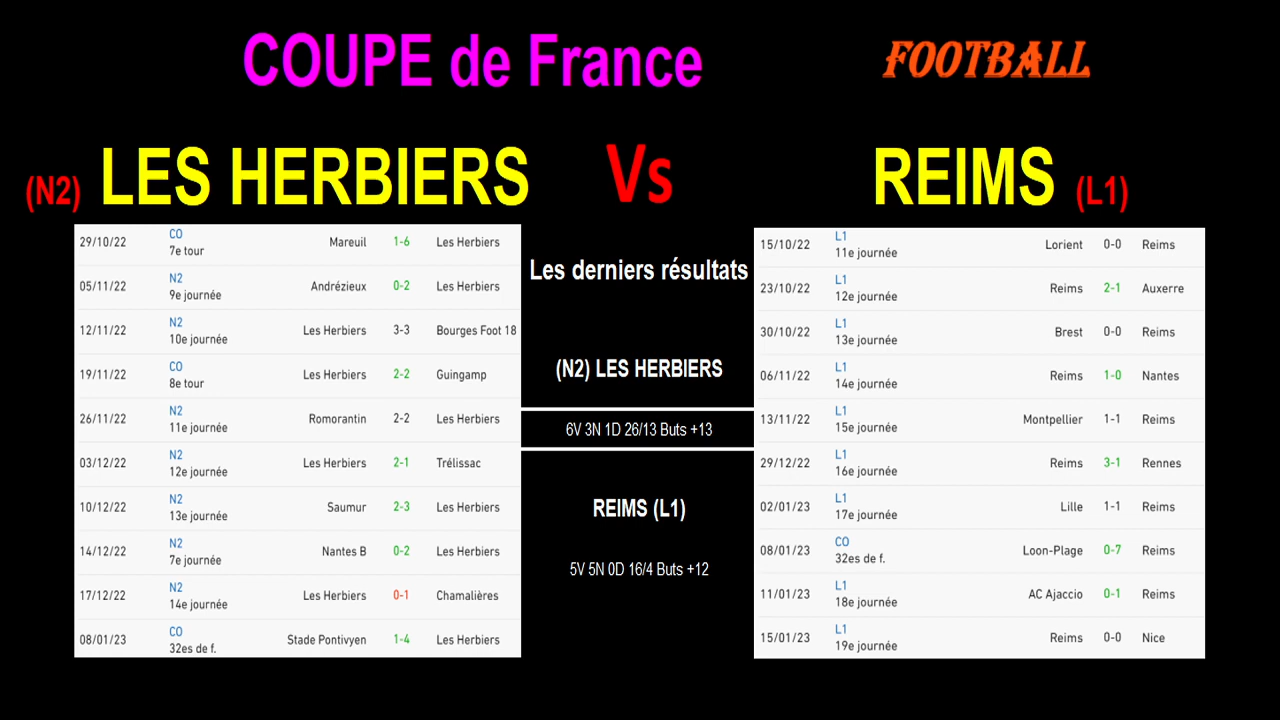 COUPE de France
FOOTBALL
(N2) LES HERBIERS Vs REIMS (L1)
29/10/22 CO Mareuil 1-6 Les Herbiers
7e tour
05/11/22 N2 Andrézieux 0-2 Les Herbiers
9e journée
12/11/22 N2 Les Herbiers 3-3 Bourges Foot 18
10e journée
19/11/22 CO Les Herbiers 2-2 Guingamp
8e tour
26/11/22 N2 Romorantin 2-2 Les Herbiers
11e journée
03/12/22 N2 Les Herbiers 2-1 Trélissac
12e journée
10/12/22 N2 Saumur 2-3 Les Herbiers
13e journée
14/12/22 N2 Nantes B 0-2 Les Herbiers
7e journée
17/12/22 N2 Les Herbiers 0-1 Chamalières
14e journée
08/01/23 CO Stade Pontivyen 1-4 Les Herbiers
32es de f.
Les derniers résultats
(N2) LES HERBIERS
6V 3N 1D 26/13 Buts +13
REIMS (L1)
5V 5N 0D 16/4 Buts +12
15/10/22 L1 Lorient 0-0 Reims
11e journée
23/10/22 L1 Reims 2-1 Auxerre
12e journée
30/10/22 L1 Brest 0-0 Reims
13e journée
06/11/22 L1 Reims 1-0 Nantes
14e journée
13/11/22 L1 Montpellier 1-1 Reims
15e journée
29/12/22 L1 Reims 3-1 Rennes
16e journée
02/01/23 L1 Lille 1-1 Reims
17e journée
08/01/23 CO Loon-Plage 0-7 Reims
32es de f.
11/01/23 L1 AC Ajaccio 0-1 Reims
18e journée
15/01/23 L1 Reims 0-0 Nice
19e journée